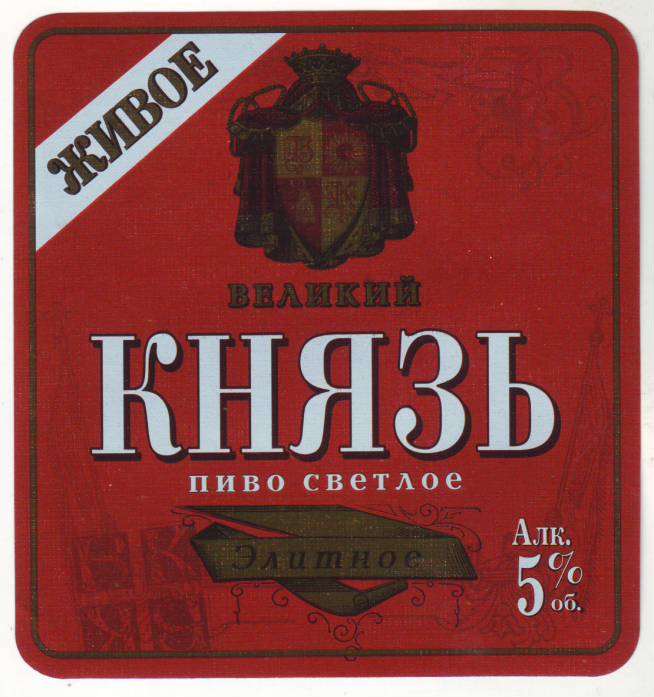 ЖИВОЕ
ВЕЛИКИЙ
КНЯЗЬ
ПИВО СВЕТЛОЕ
Элитное
Алк.
5%
об.